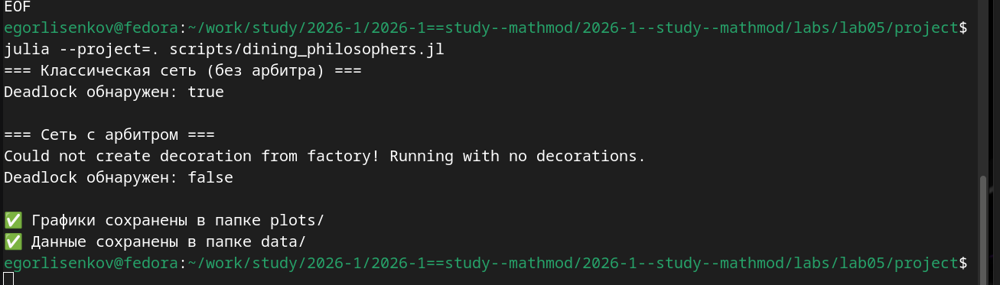 EOF
egorlisenkov@fedora:~/work/study/2026-1/2026-1==study--mathmod/2026-1--study--mathmod/labs/lab05/project$
julia --project=. scripts/dining_philosophers.jl
=== Классическая сеть (без арбитра) ===
Deadlock обнаружен: true
=== Сеть с арбитром ===
Could not create decoration from factory! Running with no decorations.
Deadlock обнаружен: false
✅ Графики сохранены в папке plots/
✅ Данные сохранены в папке data/
egorlisenkov@fedora:~/work/study/2026-1/2026-1==study--mathmod/2026-1--study--mathmod/labs/lab05/project$